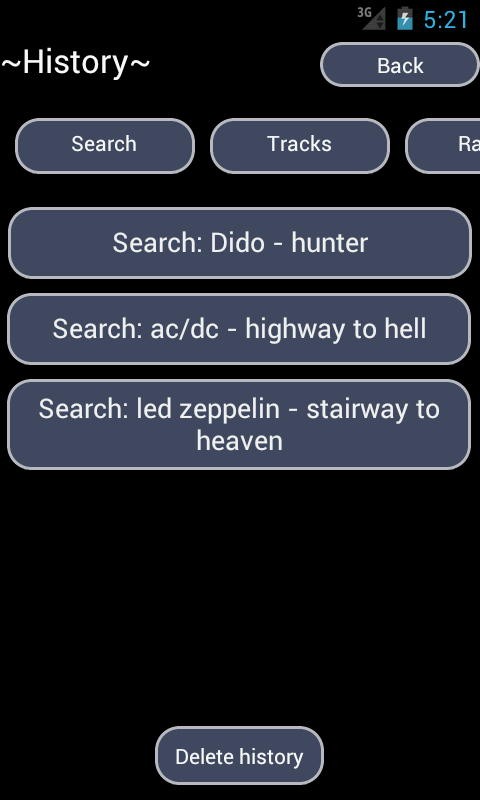 3G
5:21
~History~
Back
Search
Tracks
Ra
Search: Dido - hunter
Search: ac/dc - highway to hell
Search: led zeppelin - stairway to
heaven
Delete history